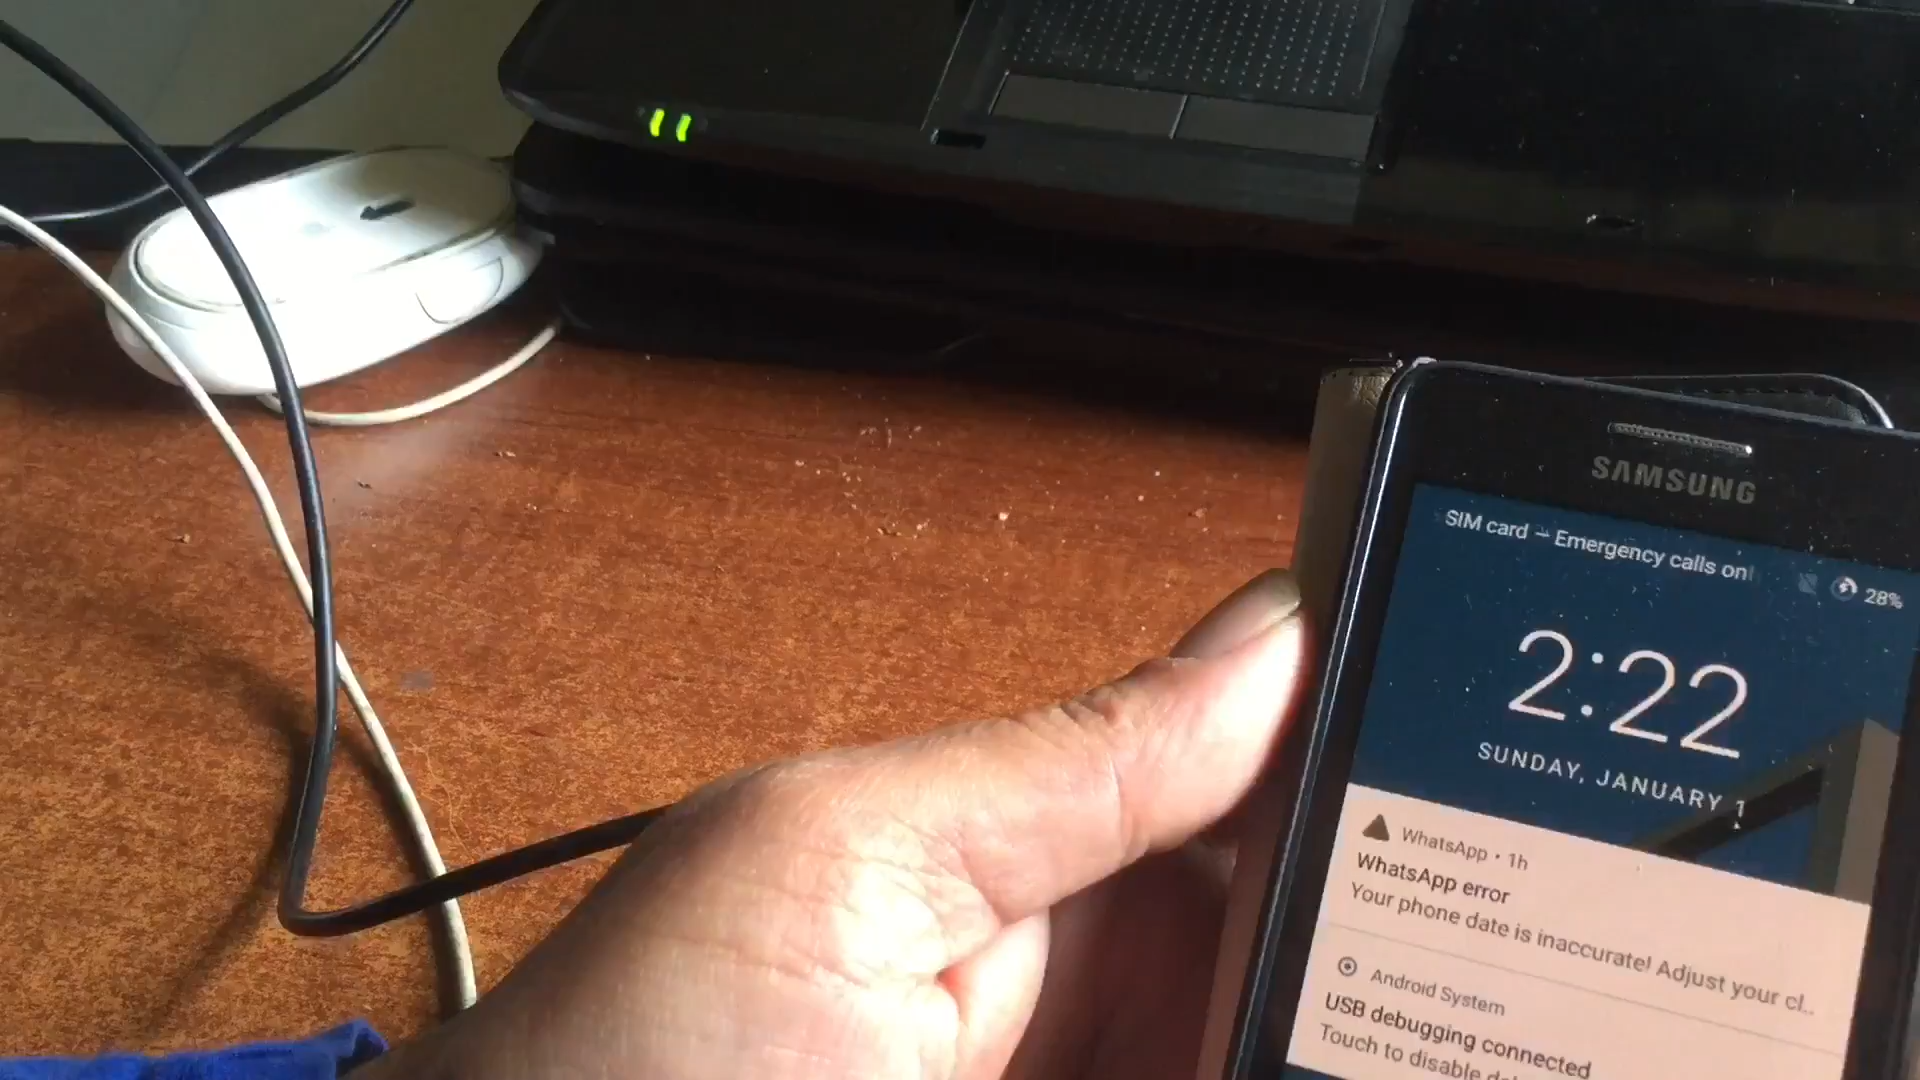 SAMSUNG
SIM card — Emergency calls onl
28%
2:22
SUNDAY, JANUARY 1
WhatsApp • 1h
WhatsApp error
Your phone date is inaccurate! Adjust your cl..
Android System
USB debugging connected
Touch to disable